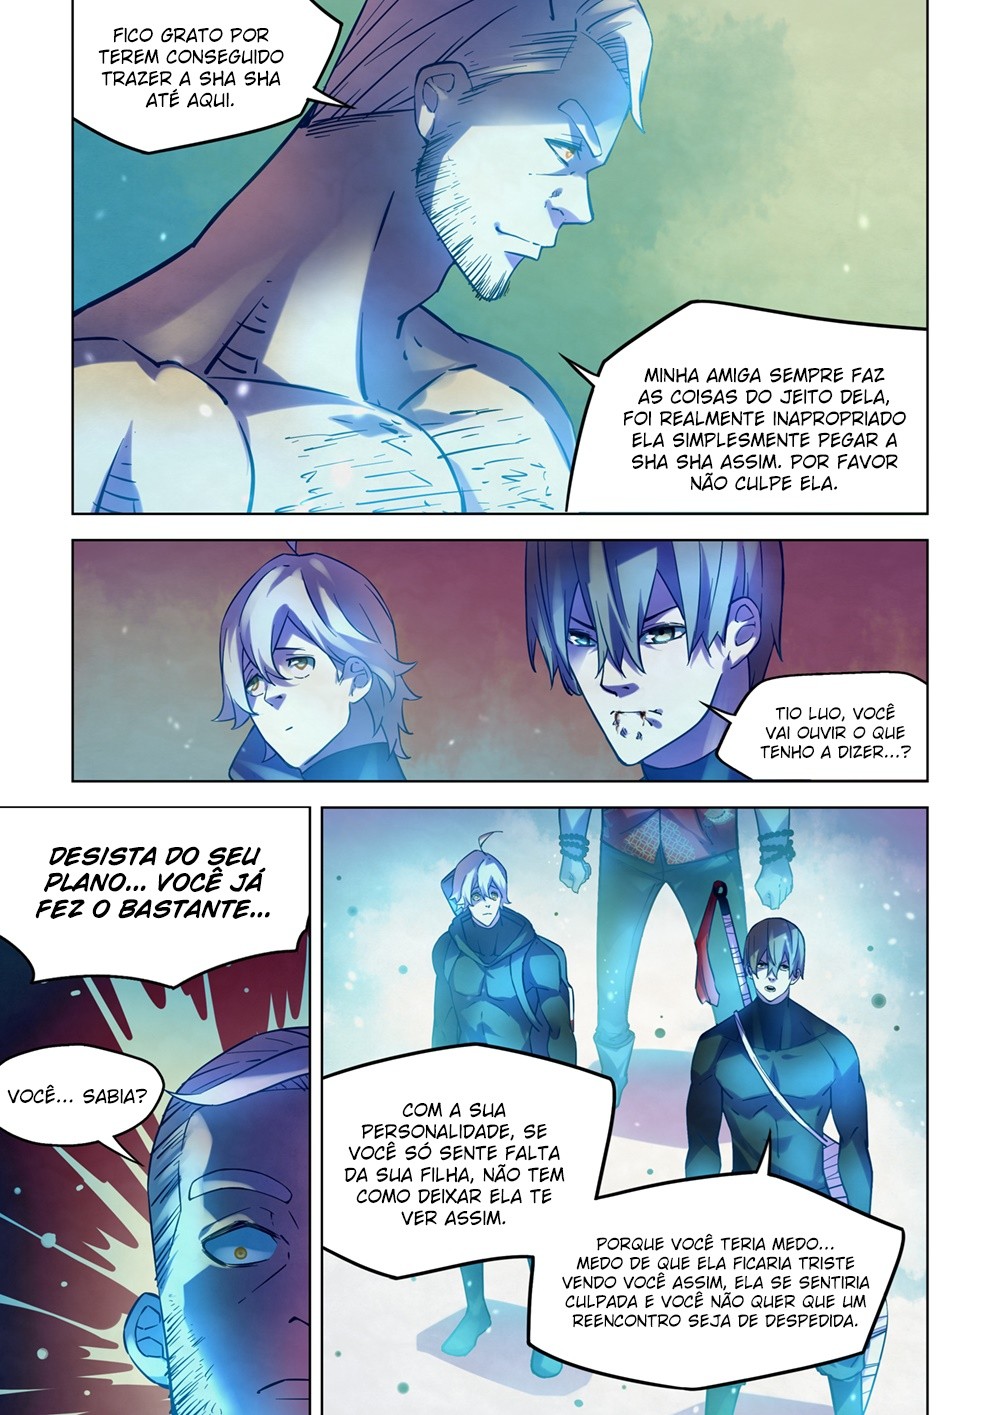 FICO GRATO POR
TEREM CONSEGUIDO
TRAZER A SHA SHA
ATÉ AQUI.
MINHA AMIGA SEMPRE FAZ
AS COISAS DO JEITO DELA,
FOI REALMENTE INAPROPRIADO
ELA SIMPLESMENTE PEGAR A
SHA SHA ASSIM. POR FAVOR
NÃO CULPE ELA.
TIO LUO, VOCÊ
VAI OUVIR O QUE
TENHO A DIZER...?
DESISTA DO SEU
PLANO... VOCÊ JÁ
FEZ O BASTANTE...
VOCÊ... SABIA?
COM A SUA
PERSONALIDADE, SE
VOCÊ SÓ SENTE FALTA
DA SUA FILHA, NÃO TEM
COMO DEIXAR ELA TE
VER ASSIM.
PORQUE VOCÊ TERIA MEDO...
MEDO DE QUE ELA FICARIA TRISTE
VENDO VOCÊ ASSIM, ELA SE SENTIRIA
CULPADA E VOCÊ NÃO QUER QUE UM
REENCONTRO SEJA DE DESPEDIDA.